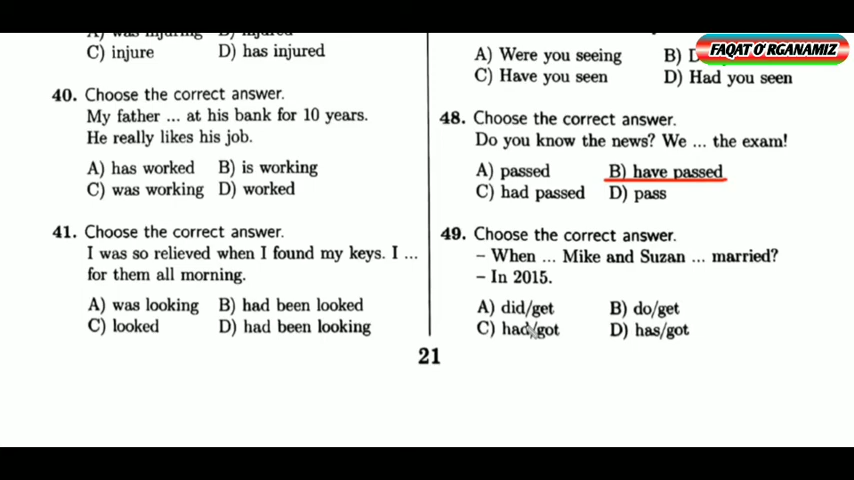 A) was injuring B) injured
C) injure D) has injured
40. Choose the correct answer.
My father ... at his bank for 10 years.
He really likes his job.
A) has worked B) is working
C) was working D) worked
41. Choose the correct answer.
I was so relieved when I found my keys. I ...
for them all morning.
A) was looking B) had been looked
C) looked D) had been looking
FAQAT O'RGANAMIZ
A) Were you seeing B)
C) Have you seen D) Had you seen
48. Choose the correct answer.
Do you know the news? We ... the exam!
A) passed B) have passed
C) had passed D) pass
49. Choose the correct answer.
– When ... Mike and Suzan ... married?
– In 2015.
A) did/get B) do/get
C) had/got D) has/got
21